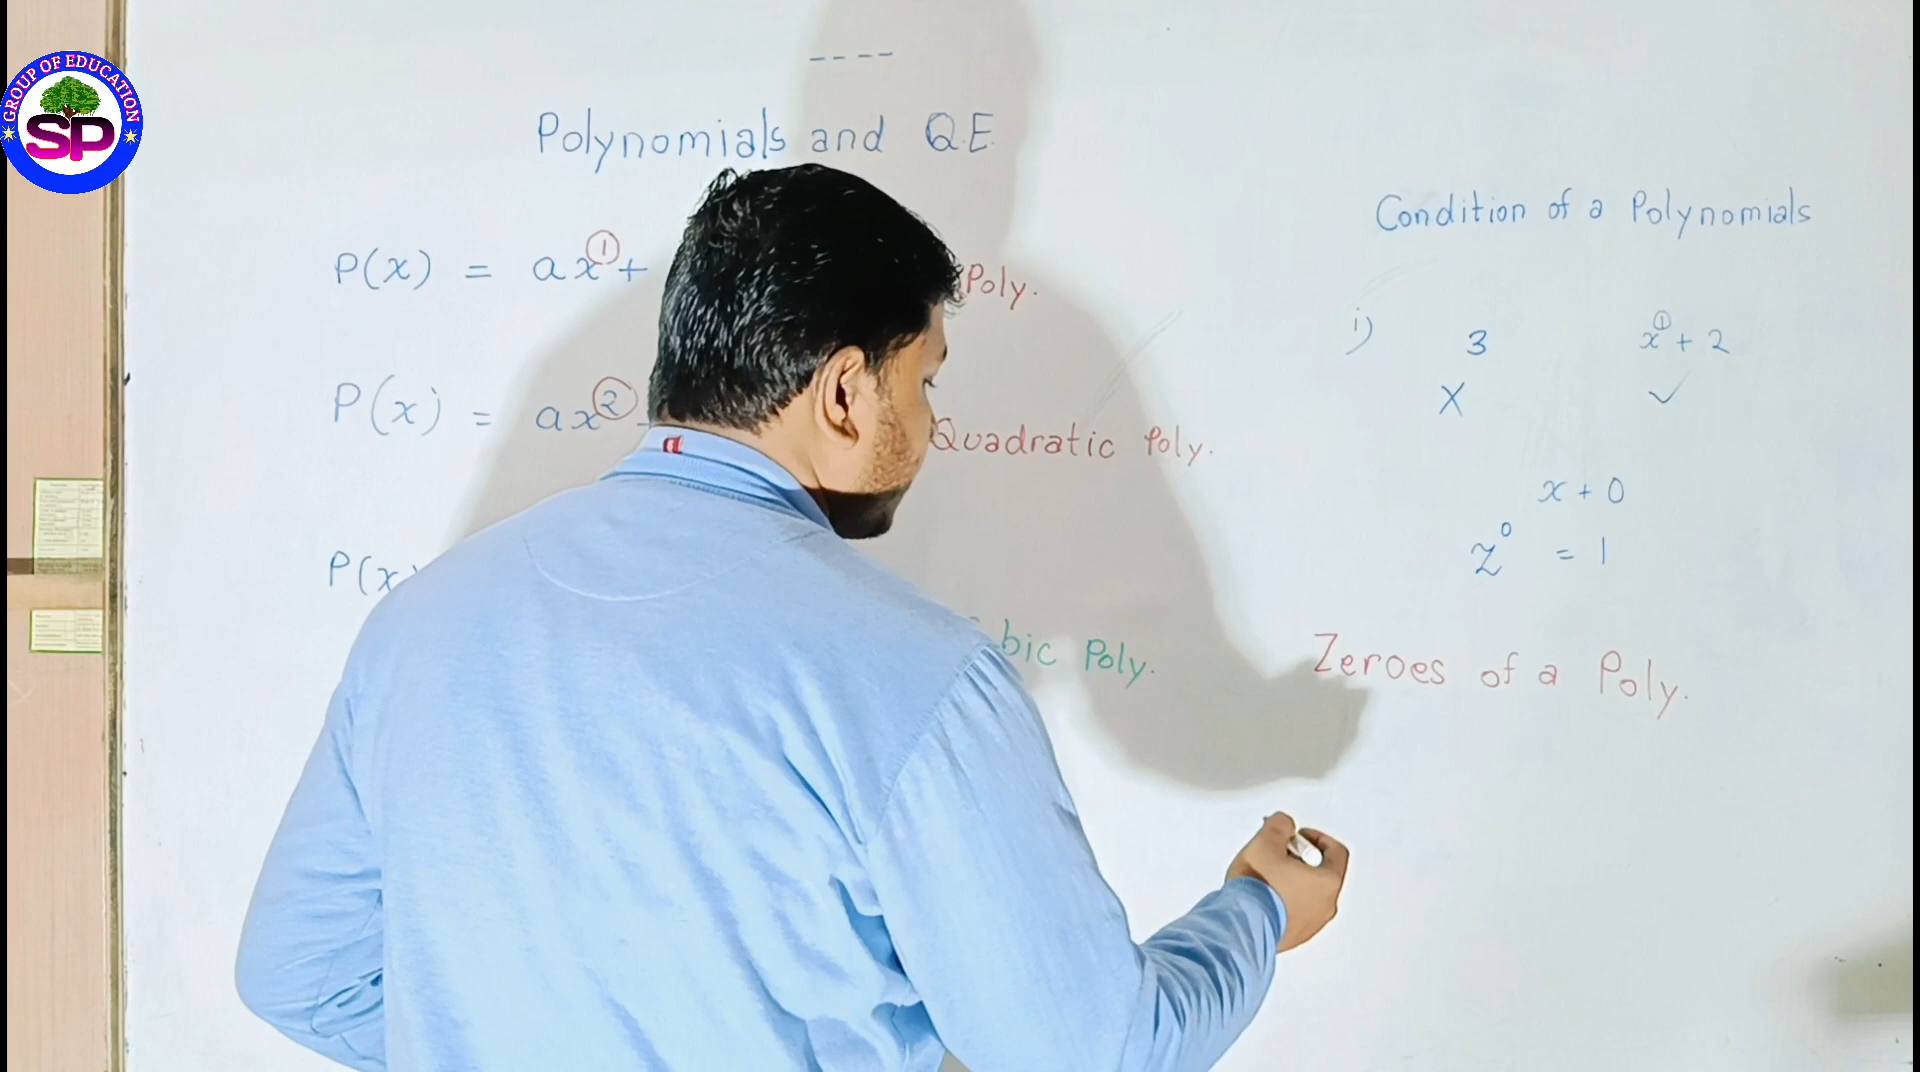 GROUP OF EDUCATION
SP
----
Polynomials and Q.E.
P(x) = ax① +
Poly.
P(x) = ax②
Quadratic Poly.
P(x)
bic Poly.
Condition of a Polynomials
i) 3 x① + 2
X ✓
x + 0
z⁰ = 1
Zeroes of a Poly.